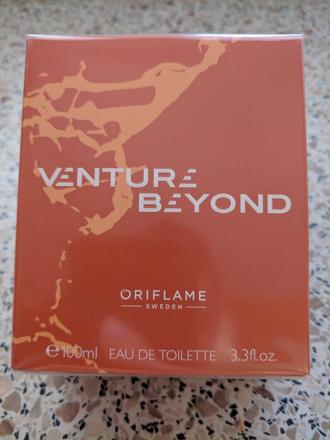 VENTURE
BEYOND
ORIFLAME
SWEDEN
℮100ml EAU DE TOILETTE 3.3fl.oz.